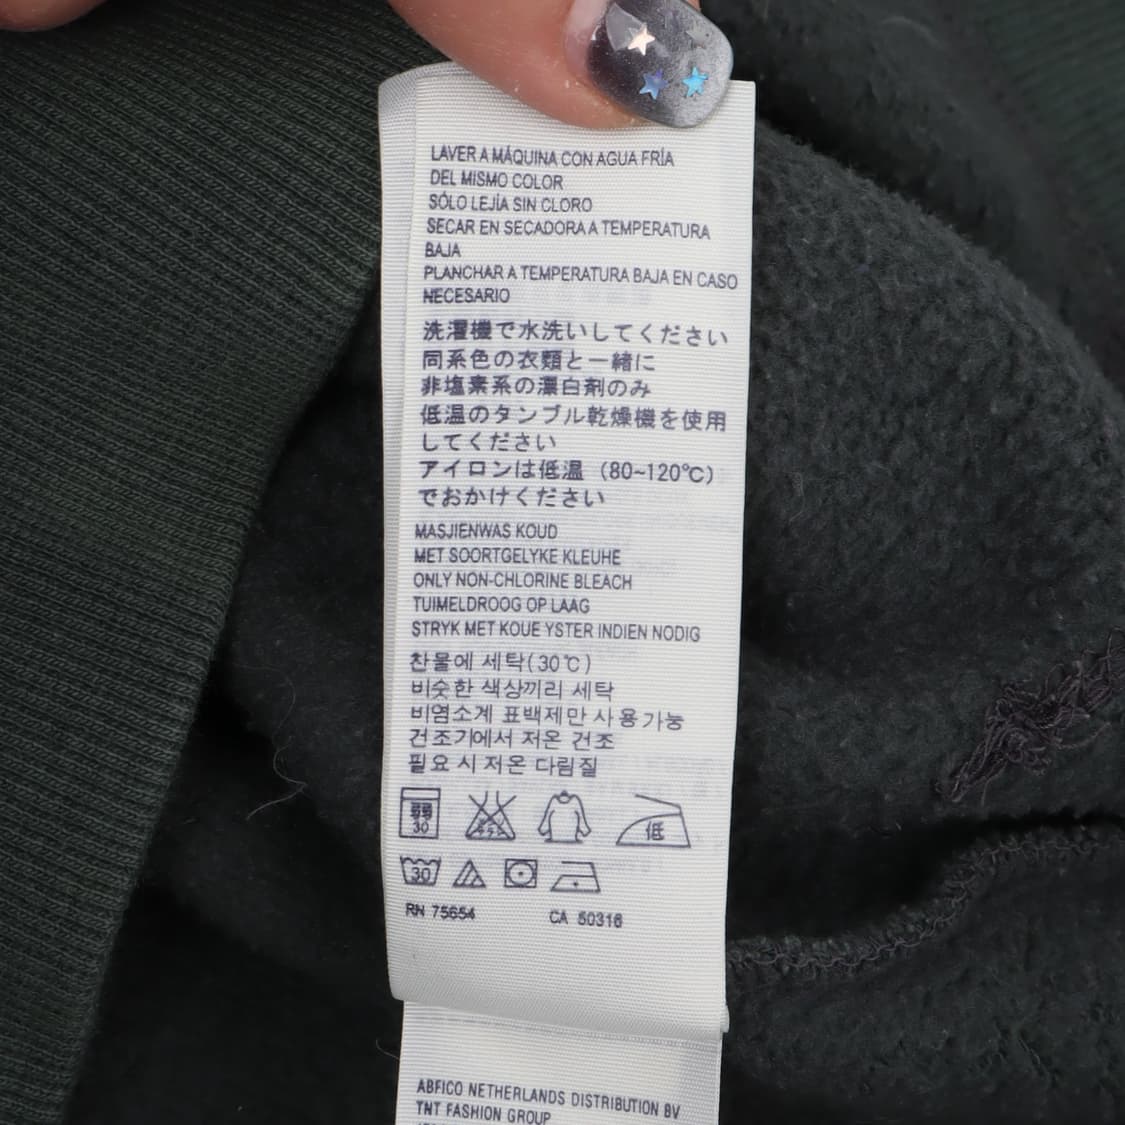 LAVER A MÁQUINA CON AGUA FRÍA
DEL MISMO COLOR
SÓLO LEJÍA SIN CLORO
SECAR EN SECADORA A TEMPERATURA
BAJA
PLANCHAR A TEMPERATURA BAJA EN CASO
NECESARIO
洗濯機で水洗いしてください
同系色の衣類と一緒に
非塩素系の漂白剤のみ
低温のタンブル乾燥機を使用
してください
アイロンは低温（80~120℃）
でおかけください
MASJIENWAS KOUD
MET SOORTGELYKE KLEUHE
ONLY NON-CHLORINE BLEACH
TUIMELDROOG OP LAAG
STRYK MET KOUE YSTER INDIEN NODIG
찬물에 세탁(30℃)
비슷한 색상끼리 세탁
비염소계 표백제만 사용가능
건조기에서 저온 건조
필요시 저온 다림질
30 低
30
RN 75654 CA 50316
ABFICO NETHERLANDS DISTRIBUTION BV
TNT FASHION GROUP